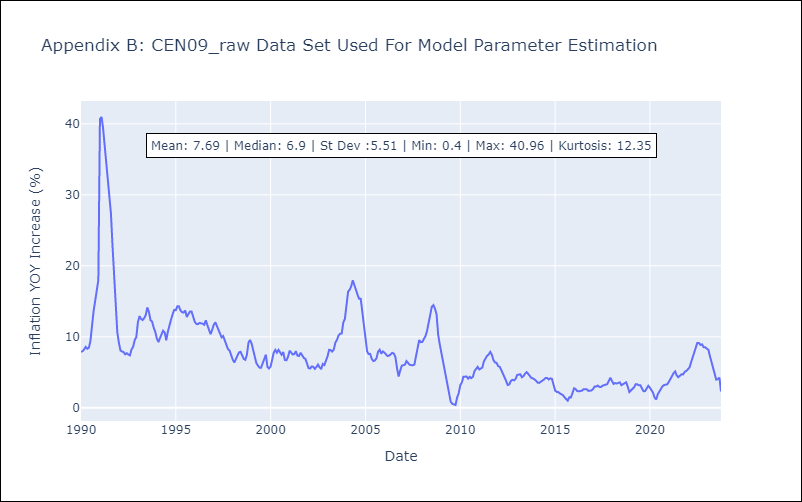 Appendix B: CEN09_raw Data Set Used For Model Parameter Estimation
Mean: 7.69 | Median: 6.9 | St Dev :5.51 | Min: 0.4 | Max: 40.96 | Kurtosis: 12.35
Inflation YOY Increase (%)
40
30
20
10
0
1990 1995 2000 2005 2010 2015 2020
Date